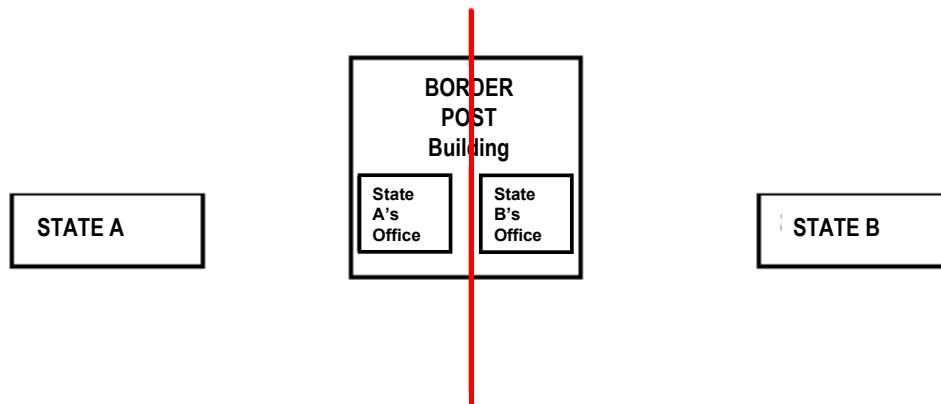 BORDER
POST
Building
State
A's
Office
State
B's
Office
STATE A
STATE B